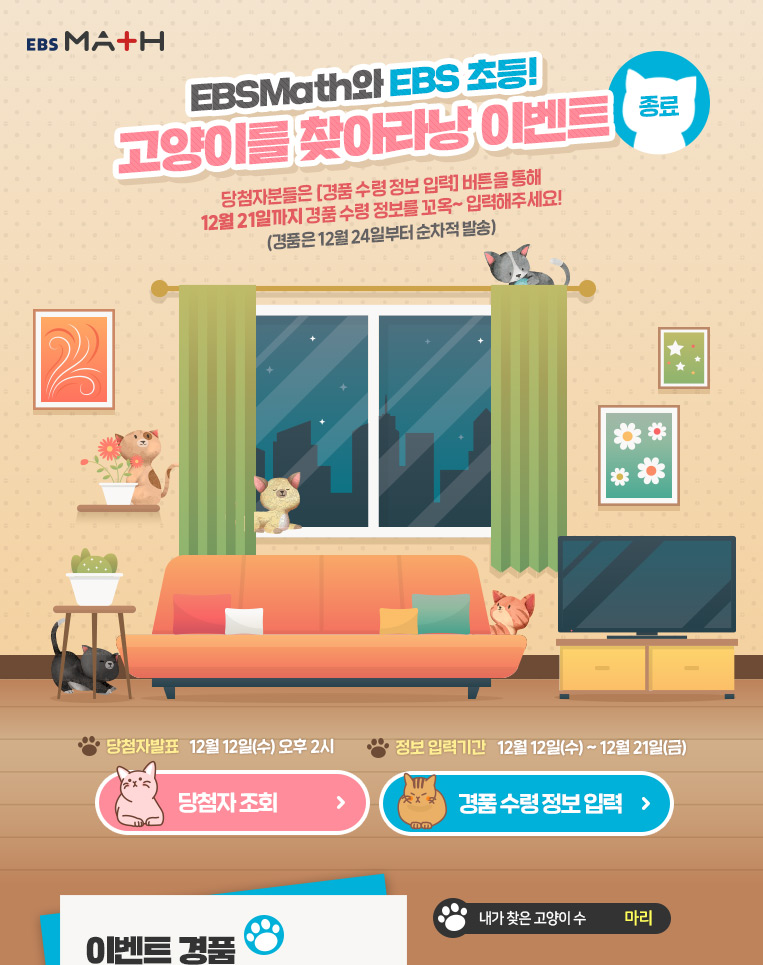 EBS MATH
EBSMath와 EBS 초등!
고양이를 찾아라냥 이벤트
종료
당첨자분들은 [경품 수령 정보 입력] 버튼을 통해
12월 21일까지 경품 수령 정보를 꼬옥~ 입력해주세요!
(경품은 12월 24일부터 순차적 발송)
당첨자발표 12월 12일(수) 오후 2시
정보 입력기간 12월 12일(수) ~ 12월 21일(금)
당첨자 조회
경품 수령 정보 입력
이벤트 경품
내가 찾은 고양이 수 마리